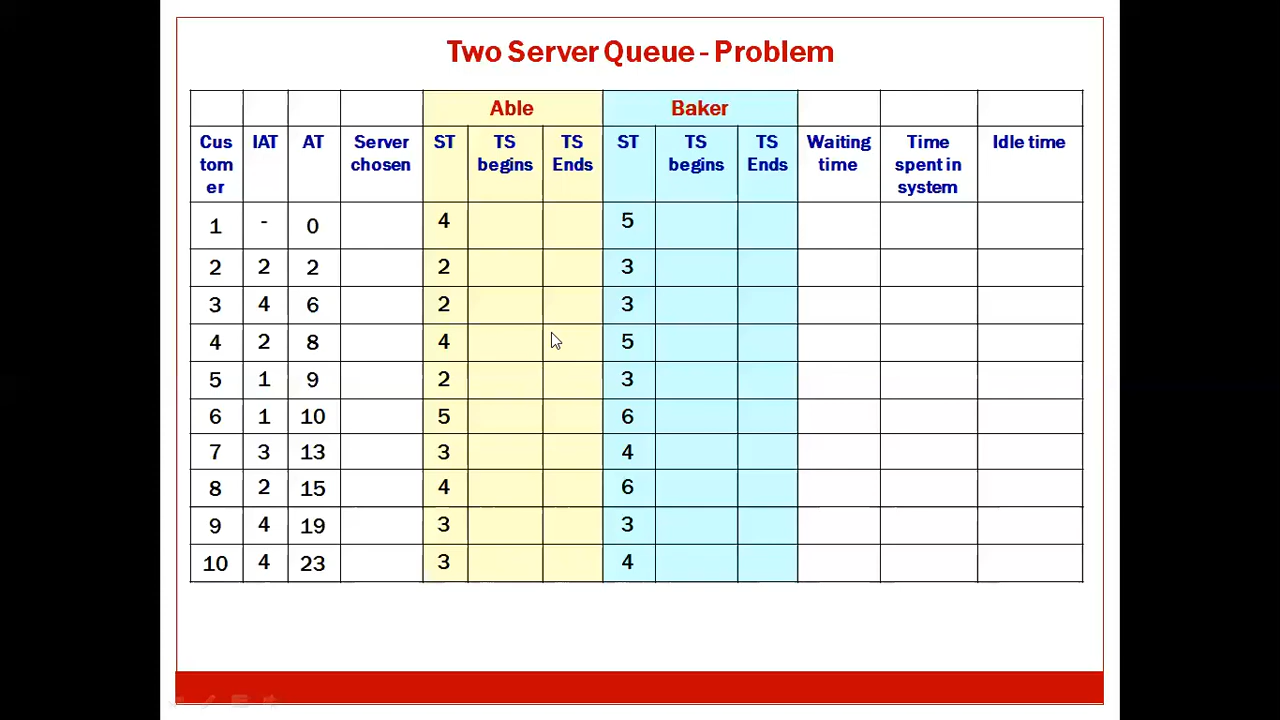 Two Server Queue - Problem
Able Baker
Cus tom er IAT AT Server chosen ST TS begins TS Ends ST TS begins TS Ends Waiting time Time spent in system Idle time
1 - 0 4 5
2 2 2 2 3
3 4 6 2 3
4 2 8 4 5
5 1 9 2 3
6 1 10 5 6
7 3 13 3 4
8 2 15 4 6
9 4 19 3 3
10 4 23 3 4